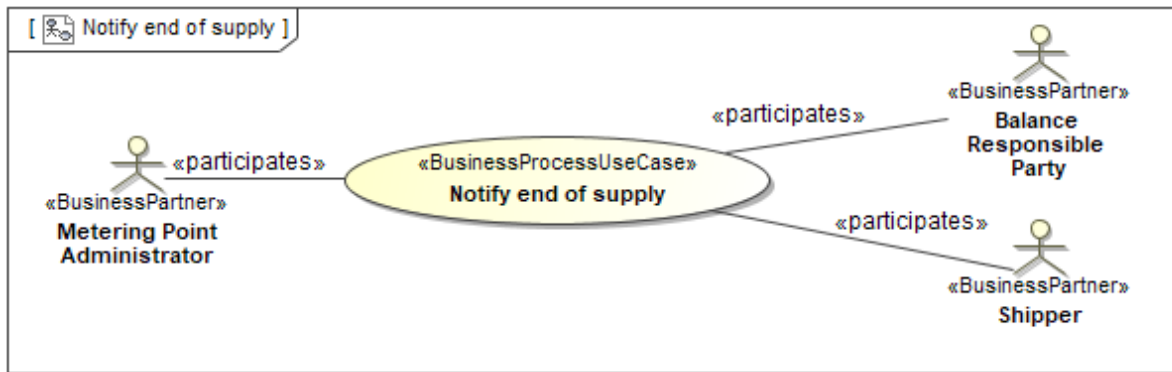 [ Notify end of supply ]
«BusinessPartner»
Balance
Responsible
Party
«participates»
«participates»
«BusinessProcessUseCase»
Notify end of supply
«BusinessPartner»
Metering Point
Administrator
«participates»
«BusinessPartner»
Shipper